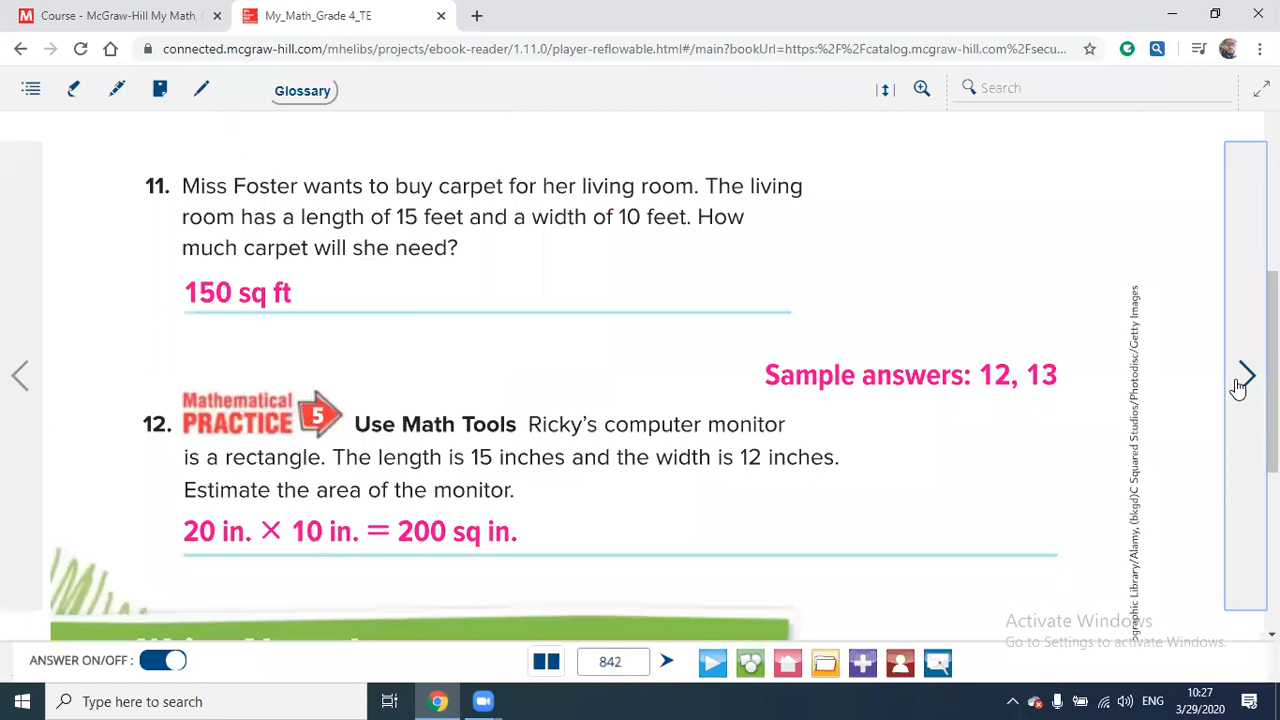 Course - McGraw-Hill My Math,
My_Math_Grade 4_TE
connected.mcgraw-hill.com/mhelibs/projects/ebook-reader/1.11.0/player-reflowable.html#/main?bookUrl=https:%2F%2Fcatalog.mcgraw-hill.com%2Fsecu...
Glossary
Search
11. Miss Foster wants to buy carpet for her living room. The living
room has a length of 15 feet and a width of 10 feet. How
much carpet will she need?
150 sq ft
Sample answers: 12, 13
Mathematical
PRACTICE 5
12. Use Math Tools Ricky's computer monitor
is a rectangle. The length is 15 inches and the width is 12 inches.
Estimate the area of the monitor.
20 in. × 10 in. = 200 sq in.
ographic Library/Alamy, (bkgd)C Squared Studios/Photodisc/Getty Images
Activate Windows
Go to Settings to activate Windows.
ANSWER ON/OFF :
842
Type here to search
ENG
10:27
3/29/2020